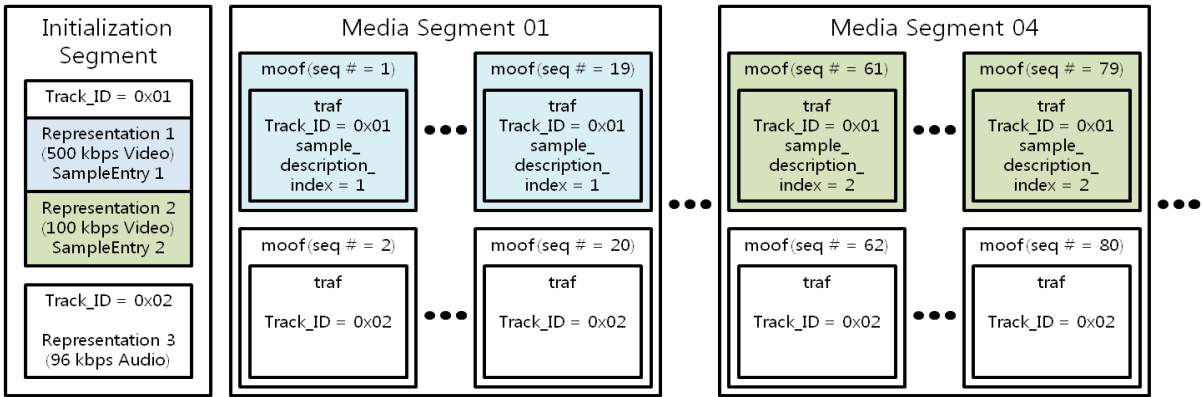 Initialization
Segment
Track_ID = 0x01
Representation 1
(500 kbps Video)
SampleEntry 1
Representation 2
(100 kbps Video)
SampleEntry 2
Track_ID = 0x02
Representation 3
(96 kbps Audio)
Media Segment 01
moof(seq # = 1)
traf
Track_ID = 0x01
sample_
description_
index = 1
•••
moof(seq # = 19)
traf
Track_ID = 0x01
sample_
description_
index = 1
moof(seq # = 2)
traf
Track_ID = 0x02
•••
moof(seq # = 20)
traf
Track_ID = 0x02
•••
Media Segment 04
moof(seq # = 61)
traf
Track_ID = 0x01
sample_
description_
index = 2
•••
moof(seq # = 79)
traf
Track_ID = 0x01
sample_
description_
index = 2
moof(seq # = 62)
traf
Track_ID = 0x02
•••
moof(seq # = 80)
traf
Track_ID = 0x02
•••